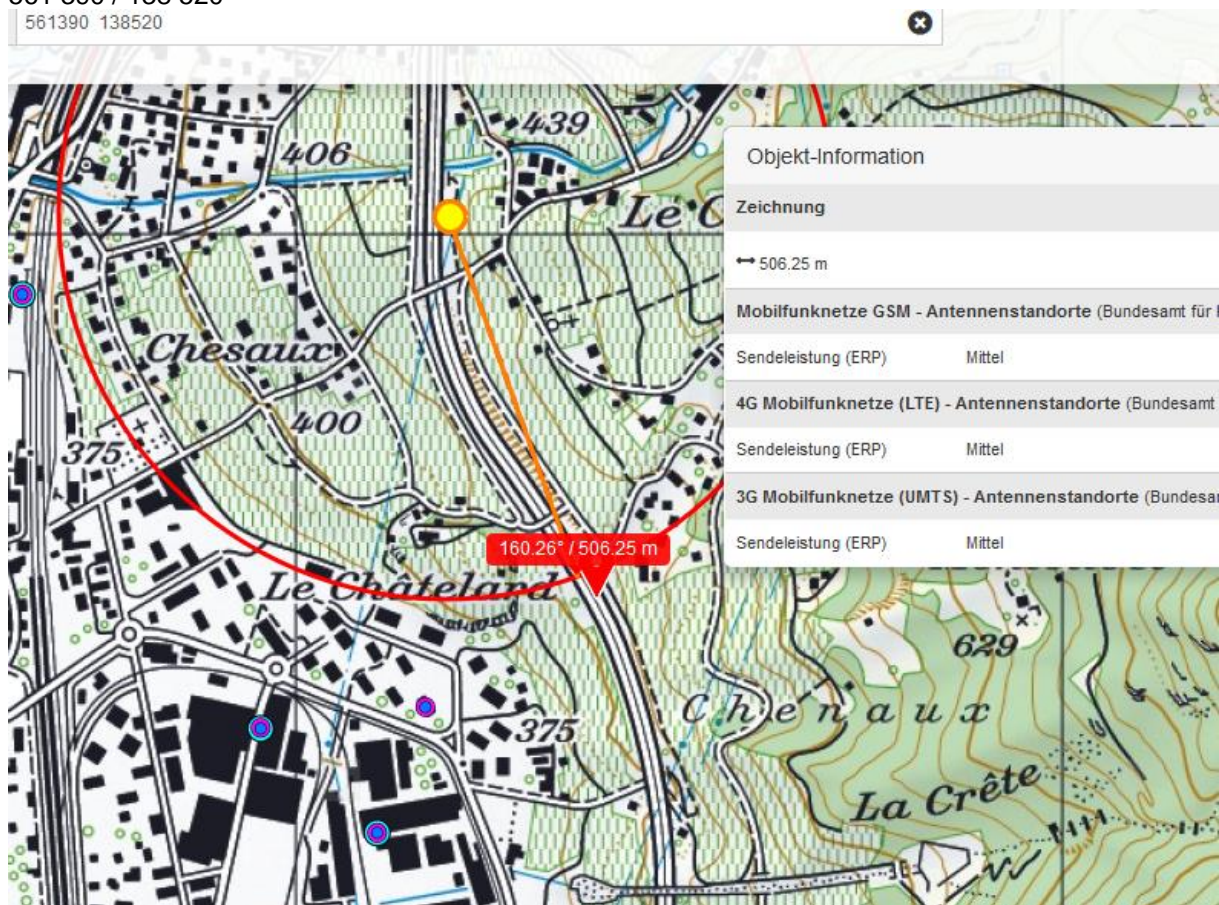 561390 138520
439
406
Le C
Objekt-Information
Zeichnung
506.25 m
Mobilfunknetze GSM - Antennenstandorte (Bundesamt für
Sendeleistung (ERP) Mittel
Chesaux
400
4G Mobilfunknetze (LTE) - Antennenstandorte (Bundesamt
375
Sendeleistung (ERP) Mittel
3G Mobilfunknetze (UMTS) - Antennenstandorte (Bundesa
Sendeleistung (ERP) Mittel
160.26° / 506.25 m
Le Châteland
629
Chenaux
375
La Crête